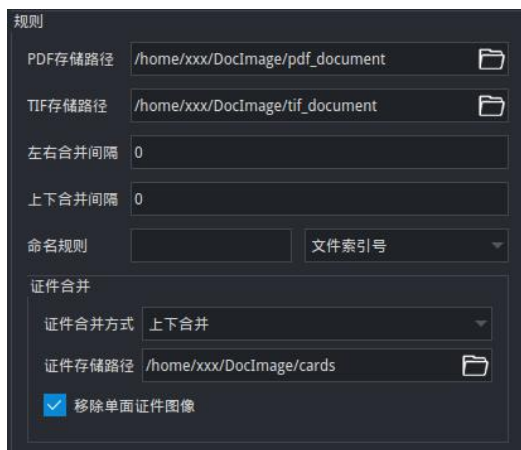 规则
PDF存储路径 /home/xxx/DocImage/pdf_document
TIF存储路径 /home/xxx/DocImage/tif_document
左右合并间隔 0
上下合并间隔 0
命名规则 文件索引号
证件合并
证件合并方式 上下合并
证件存储路径 /home/xxx/DocImage/cards
移除单面证件图像